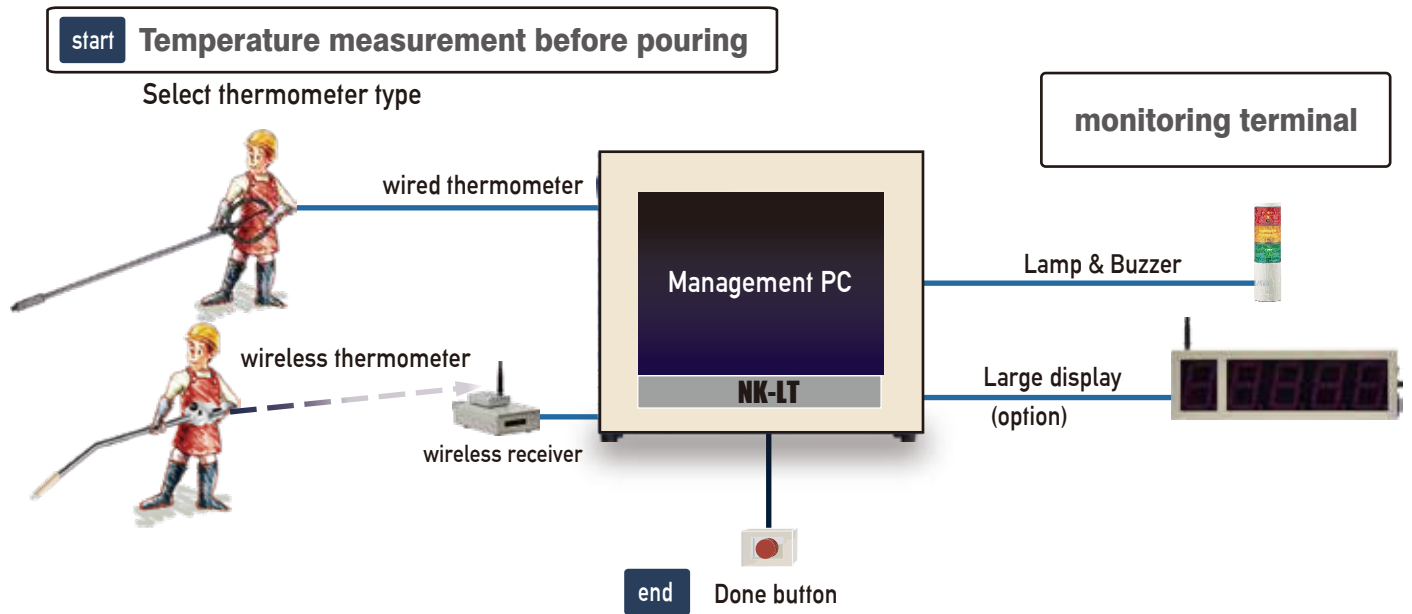 start Temperature measurement before pouring
Select thermometer type
monitoring terminal
wired thermometer
Management PC
Lamp & Buzzer
wireless thermometer
Large display
(option)
NK-LT
wireless receiver
end Done button